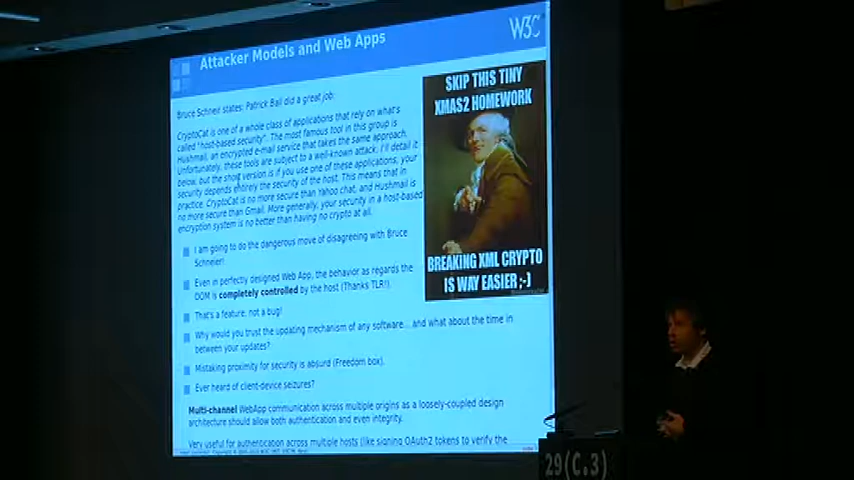 Attacker Models and Web Apps
W3C
Bruce Schneir states: Patrick Ball did a great job:
CryptoCat is one of a whole class of applications that rely on what's
called "host-based security". The most famous tool in this group is
Hushmail, an encrypted e-mail service that takes the same approach.
Unfortunately, these tools are subject to a well-known attack. I'll detail it
below, but the short version is if you use one of these applications, your
security depends entirely the security of the host. This means that in
practice, CryptoCat is no more secure than Yahoo chat, and Hushmail is
no more secure than Gmail. More generally, your security in a host-based
encryption system is no better than having no crypto at all.
I am going to do the dangerous move of disagreeing with Bruce
Schneier!
Even in perfectly designed Web App, the behavior as regards the
DOM is completely controlled by the host (Thanks TLR!).
That's a feature, not a bug!
Why would you trust the updating mechanism of any software... and what about the time in
between your updates?
Mistaking proximity for security is absurd (Freedom box).
Ever heard of client-device seizures?
Multi-channel WebApp communication across multiple origins as a loosely-coupled design
architecture should allow both authentication and even integrity.
Very useful for authentication across multiple hosts (like signing OAuth2 tokens to verify the
SKIP THIS TINY
XMAS2 HOMEWORK
BREAKING XML CRYPTO
IS WAY EASIER ;-)
29(C.3)